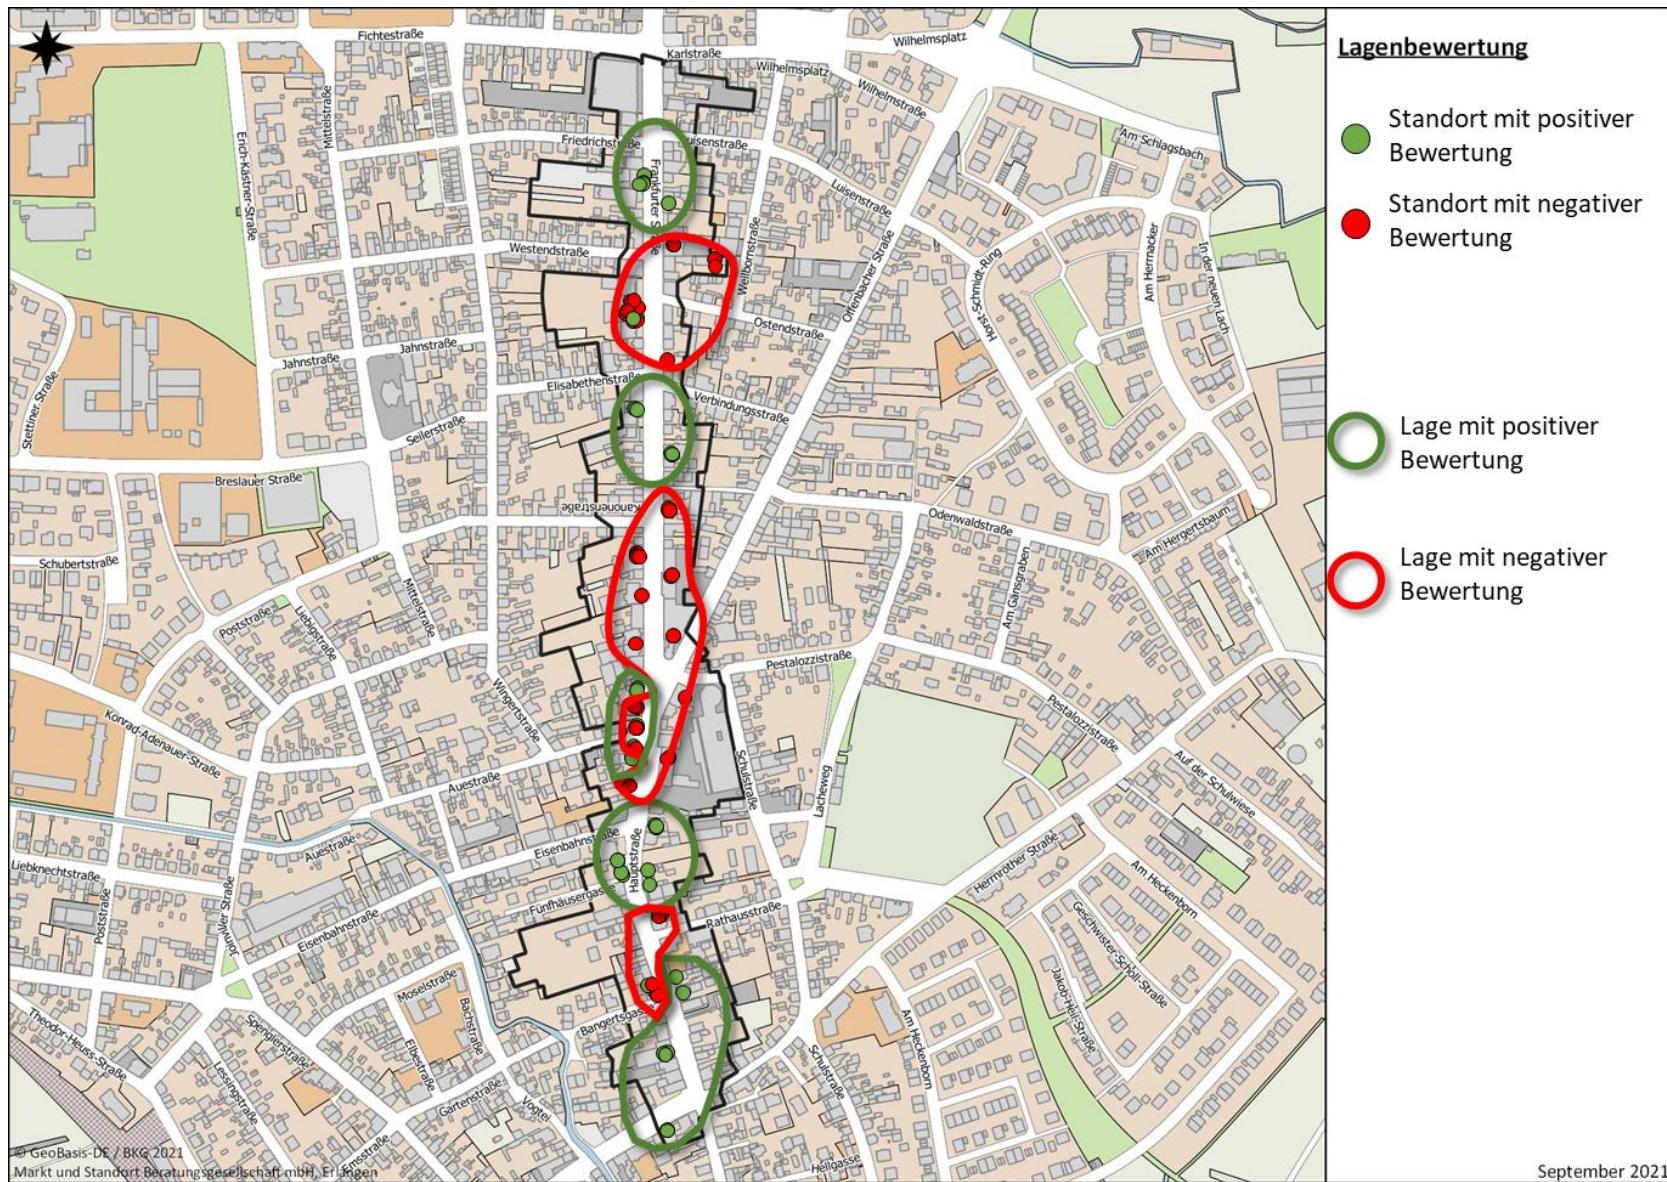 Fichtestraße
Karlstraße
Wilhelmsplatz
Wilhelmsplatz
Wilhelmstraße
Mittelstraße
Erich-Kästner-Straße
Friedrichstraße
uisenstraße
Am Schlagsbach
Frankfurter S
e
Luisenstraße
Westendstraße
Wellbornstraße
Offenbacher Straße
Horst-Schmidt-Ring
Am Herrnacker
In der neuen Lach
Ostendstraße
Jahnstraße
Jahnstraße
Stettiner Straße
Elisabethenstraße
Verbindungsstraße
Seilerstraße
Breslauer Straße
Kanonenstraße
Odenwaldstraße
Am Hergertsbaum
Schubertstraße
Mittelstraße
Am Gänsgraben
Poststraße
Liebigstraße
Pestalozzistraße
Wingertstraße
Pestalozzistraße
Konrad-Adenauer-Straße
Auf der Schulwiese
Auestraße
Schulstraße
Lacheweg
Auestraße
Eisenbahnstraße
Hauptstraße
Herrnröther Straße
Am Heckenborn
Liebknechtstraße
Fünfhäusergasse
Rathausstraße
Geschwister-Scholl-Straße
Poststraße
Joinviller Straße
Eisenbahnstraße
Moselstraße
Jakob-Heil-Straße
Bachstraße
Bangertsgass
Am Heckenborn
Theodor-Heuss-Straße
Spenglerstraße
Elbestraße
Schulstraße
Lessingstraße
Gartenstraße
Vogtei
Emsstraße
Hellgasse
© GeoBasis-DE / BKG 2021
Markt und Standort Beratungsgesellschaft mbH, Erlangen
Lagenbewertung
Standort mit positiver
Bewertung
Standort mit negativer
Bewertung
Lage mit positiver
Bewertung
Lage mit negativer
Bewertung
September 2021